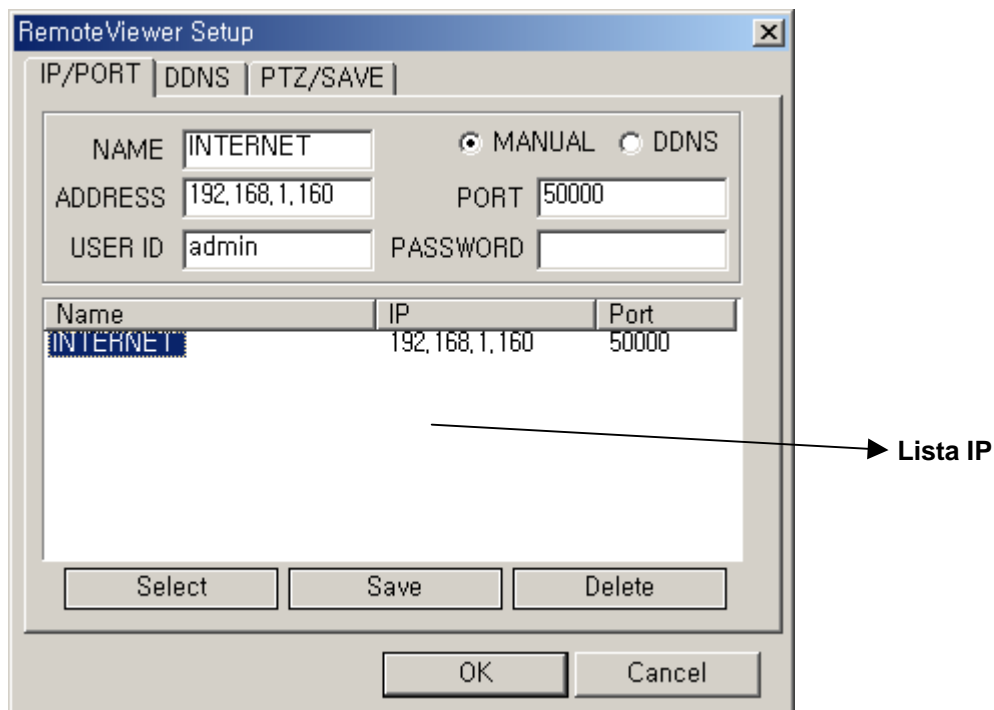 RemoteViewer Setup
IP/PORT DDNS PTZ/SAVE
NAME INTERNET MANUAL DDNS
ADDRESS 192,168,1,160 PORT 50000
USER ID admin PASSWORD
Name IP Port
INTERNET 192,168,1,160 50000
Lista IP
Select Save Delete
OK Cancel